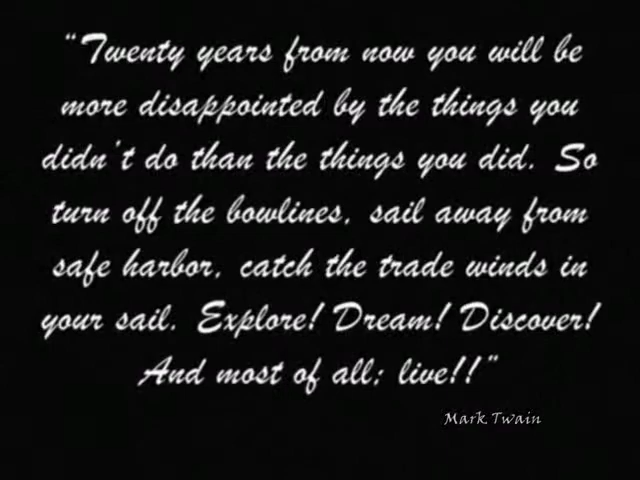 “Twenty years from now you will be
more disappointed by the things you
didn't do than the things you did. So
turn off the bowlines, sail away from
safe harbor, catch the trade winds in
your sail. Explore! Dream! Discover!
And most of all; live!!”
Mark Twain